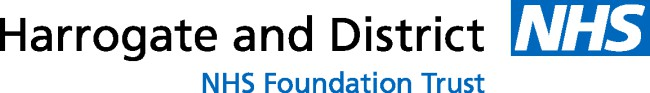 Harrogate and District NHS
NHS Foundation Trust